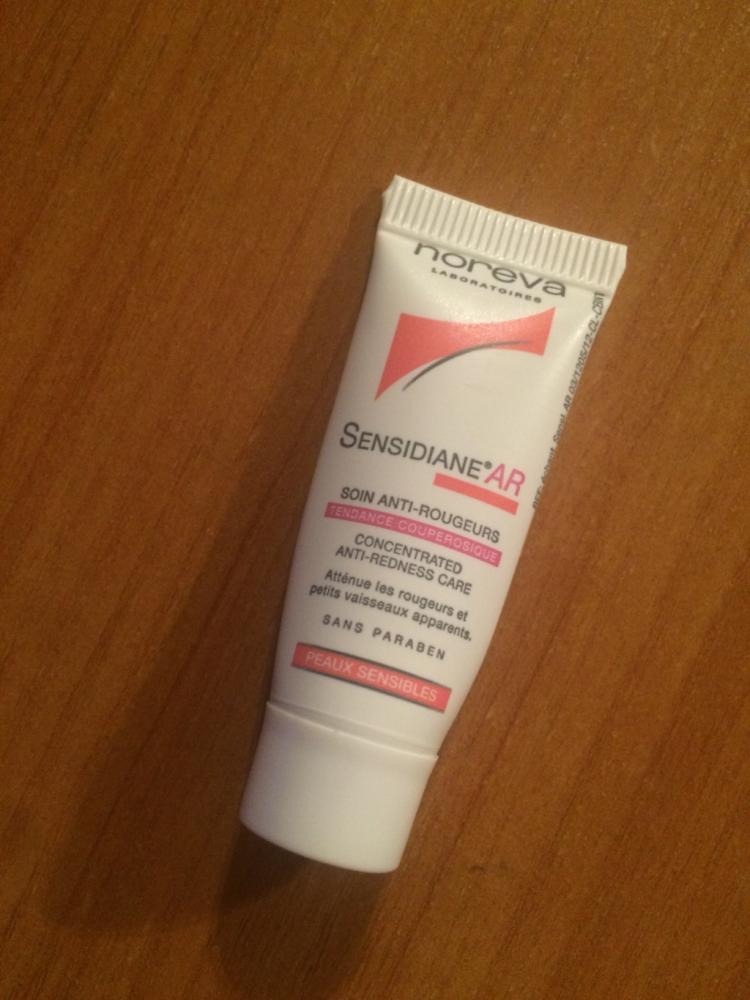 noreva
LABORATOIRES
SENSIDIANE® AR
SOIN ANTI-ROUGEURS
TENDANCE COUPEROSIQUE
CONCENTRATED
ANTI-REDNESS CARE
Atténue les rougeurs et
petits vaisseaux apparents.
SANS PARABEN
PEAUX SENSIBLES